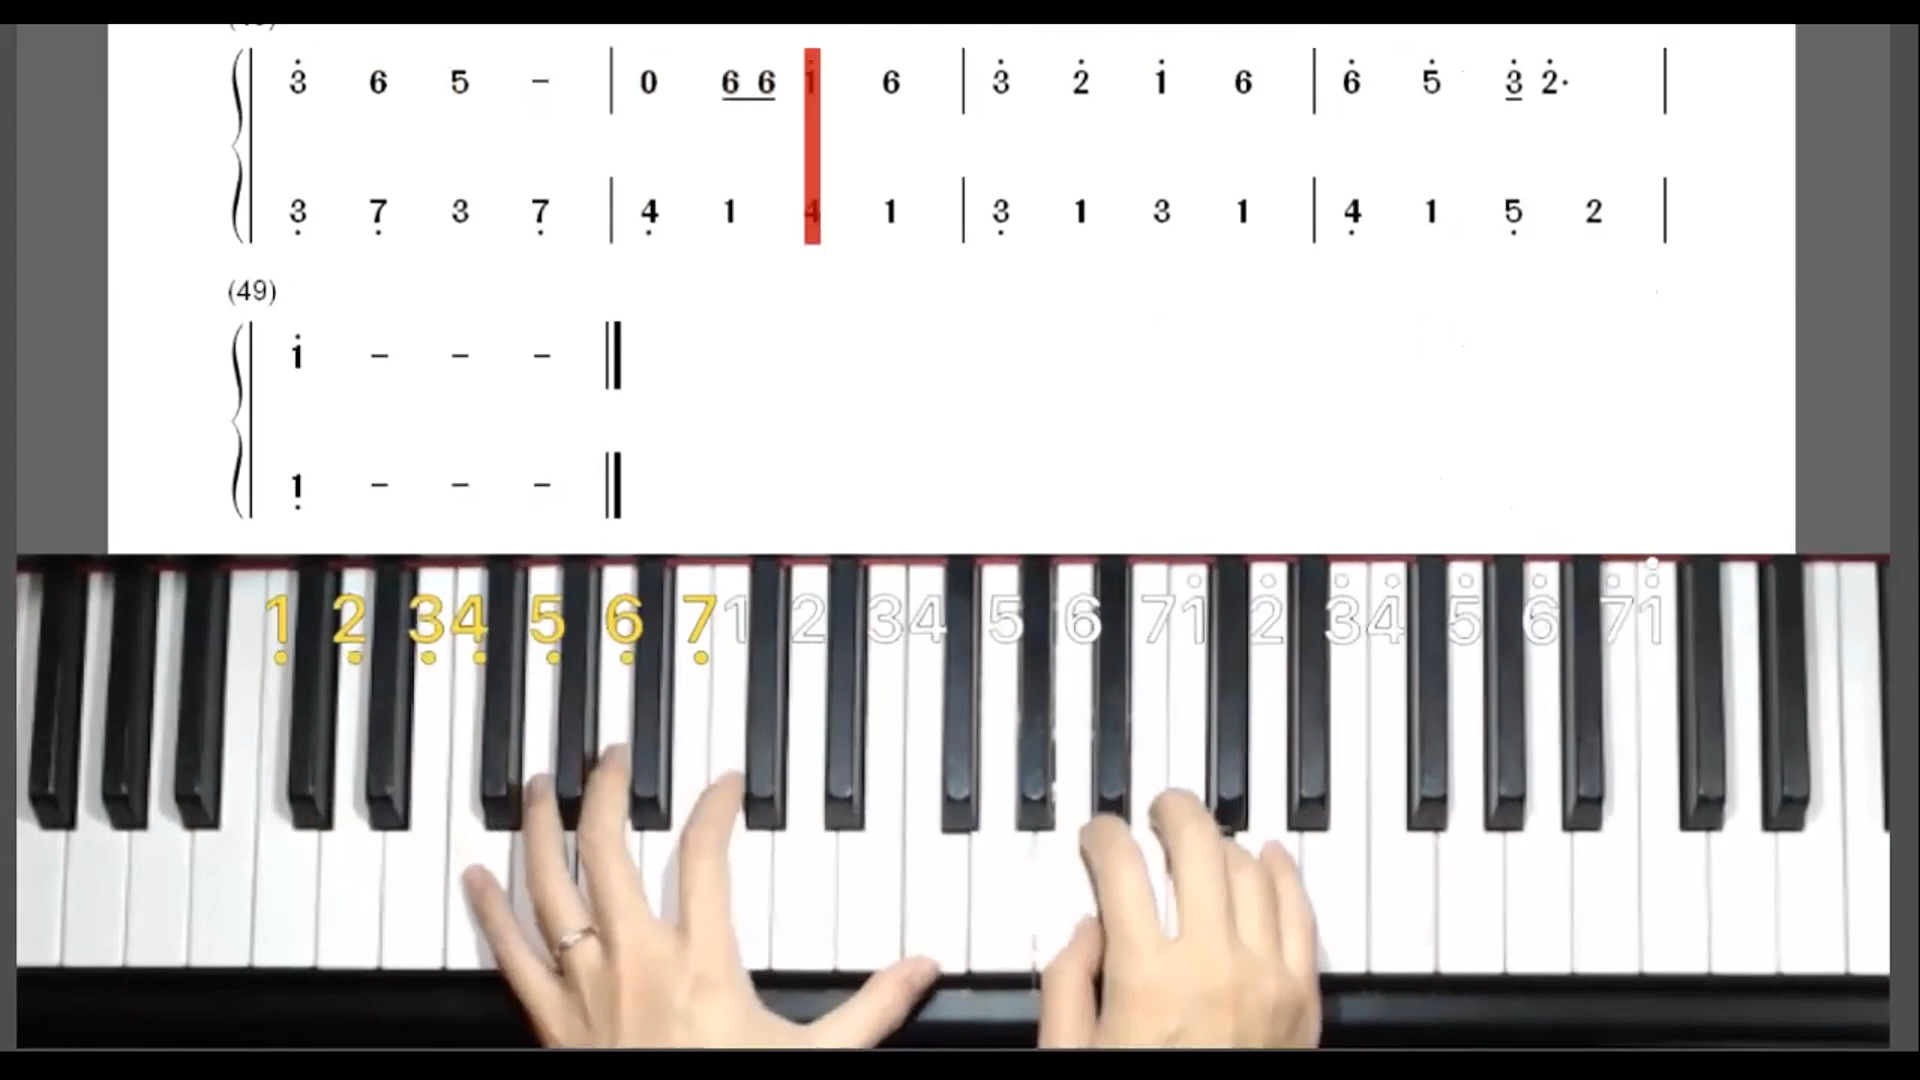 3̇ 6 5 – | 0 6 6 1̇ 6 | 3̇ 2̇ 1̇ 6 | 6̇ 5̇ 3̇ 2̇· |
3̣ 7̣ 3 7̣ | 4̣ 1 4 1 | 3̣ 1 3 1 | 4̣ 1 5̣ 2 |
(49)
1̇ – – –
1̣ – – –
1̣ 2̣ 3̣ 4̣ 5̣ 6̣ 7̣ 1 2 3 4 5 6 7 1̇ 2̇ 3̇ 4̇ 5̇ 6̇ 7̇ 1̈